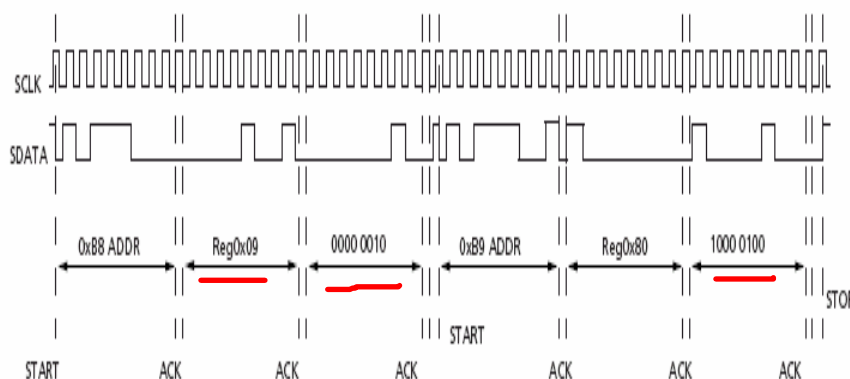 SCLK
SDATA
0xB8 ADDR Reg0x09 0000 0010 0xB9 ADDR Reg0x80 1000 0100
STOP
START
START ACK ACK ACK ACK ACK ACK